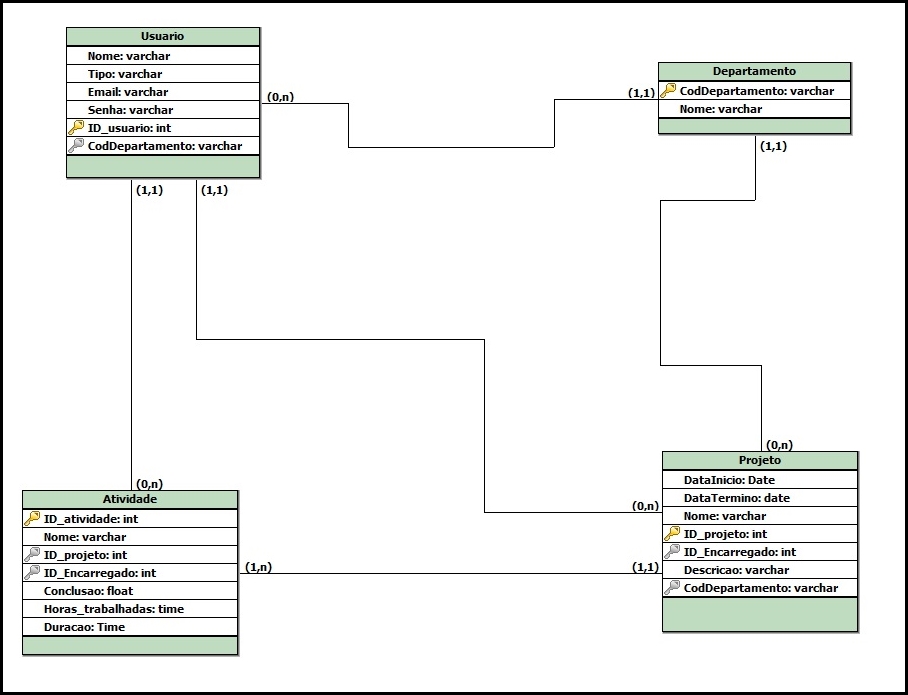 Usuario
Nome: varchar
Tipo: varchar
Email: varchar
Senha: varchar
ID_usuario: int
CodDepartamento: varchar
(0,n)
(1,1)
Departamento
CodDepartamento: varchar
Nome: varchar
(1,1)
(1,1)
(1,1)
(0,n)
(0,n)
(0,n)
Atividade
ID_atividade: int
Nome: varchar
ID_projeto: int
ID_Encarregado: int
Conclusao: float
Horas_trabalhadas: time
Duracao: Time
(1,n)
(1,1)
Projeto
DataInicio: Date
DataTermino: date
Nome: varchar
ID_projeto: int
ID_Encarregado: int
Descricao: varchar
CodDepartamento: varchar